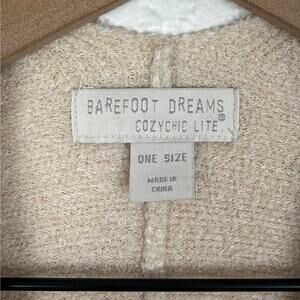 BAREFOOT DREAMS®
COZYCHIC LITE
ONE SIZE
MADE IN
CHINA